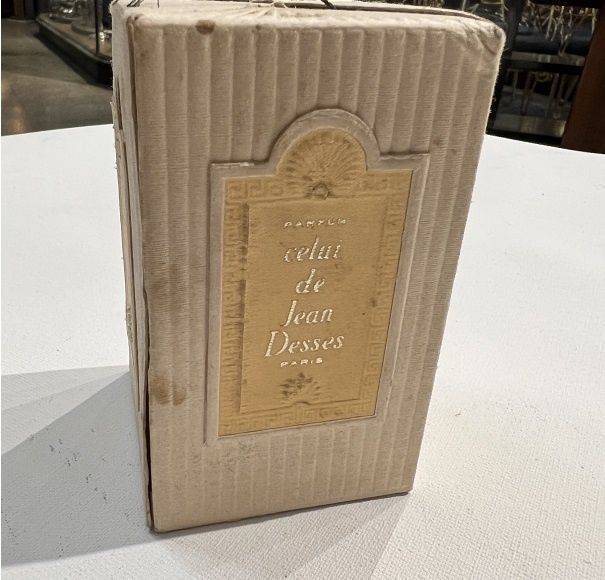 PARFUM
celui
de
Jean
Desses
PARIS